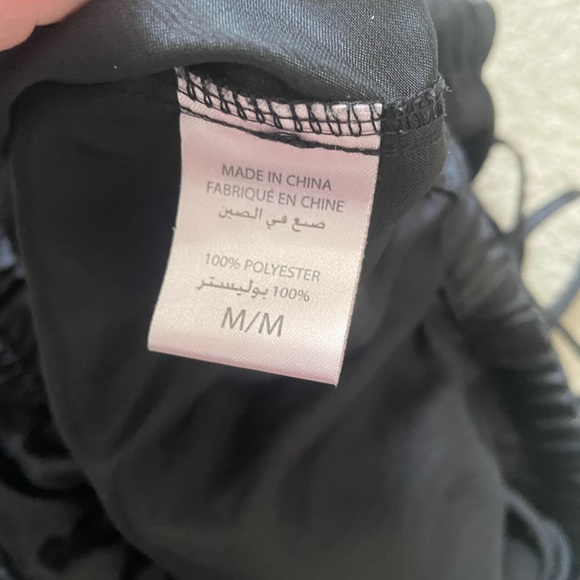 MADE IN CHINA
FABRIQUÉ EN CHINE
صنع في الصين
100% POLYESTER
100% بوليستر
M/M